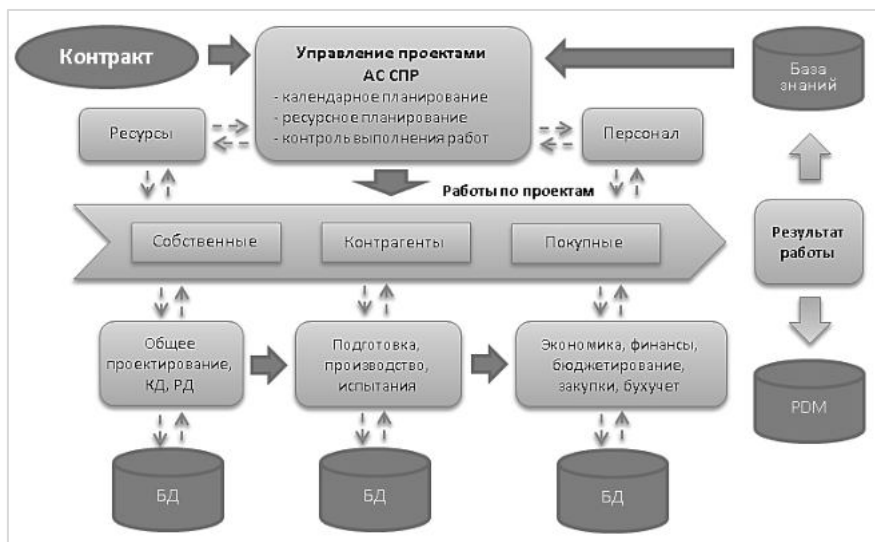 Контракт
Управление проектами
АС СПР
- календарное планирование
- ресурсное планирование
- контроль выполнения работ
База
знаний
Ресурсы
Персонал
Работы по проектам
Собственные
Контрагенты
Покупные
Результат
работы
Общее
проектирование,
КД, РД
Подготовка,
производство,
испытания
Экономика, финансы,
бюджетирование,
закупки, бухучет
PDM
БД
БД
БД